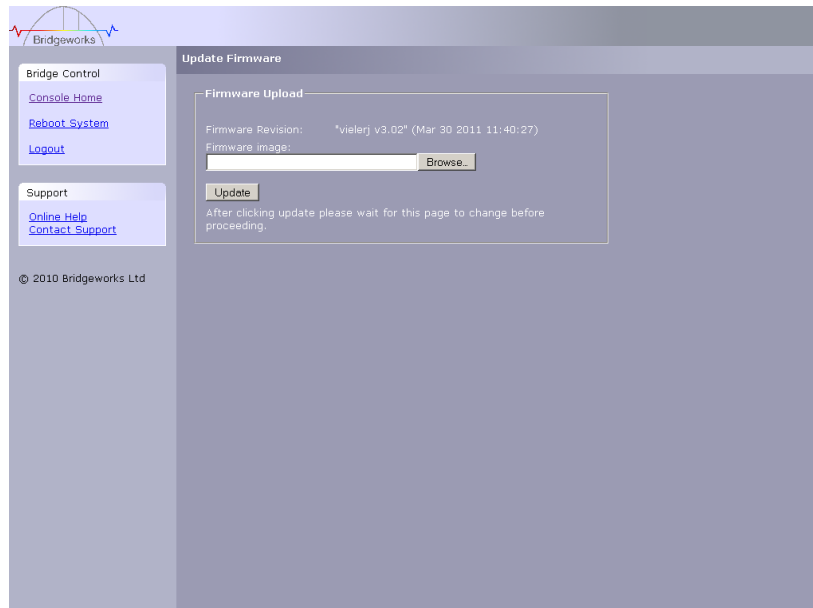 Bridgeworks
Update Firmware
Bridge Control
Console Home
Reboot System
Logout
Support
Online Help
Contact Support
© 2010 Bridgeworks Ltd
Firmware Upload
Firmware Revision: "vielerj v3.02" (Mar 30 2011 11:40:27)
Firmware image:
Browse...
Update
After clicking update please wait for this page to change before
proceeding.